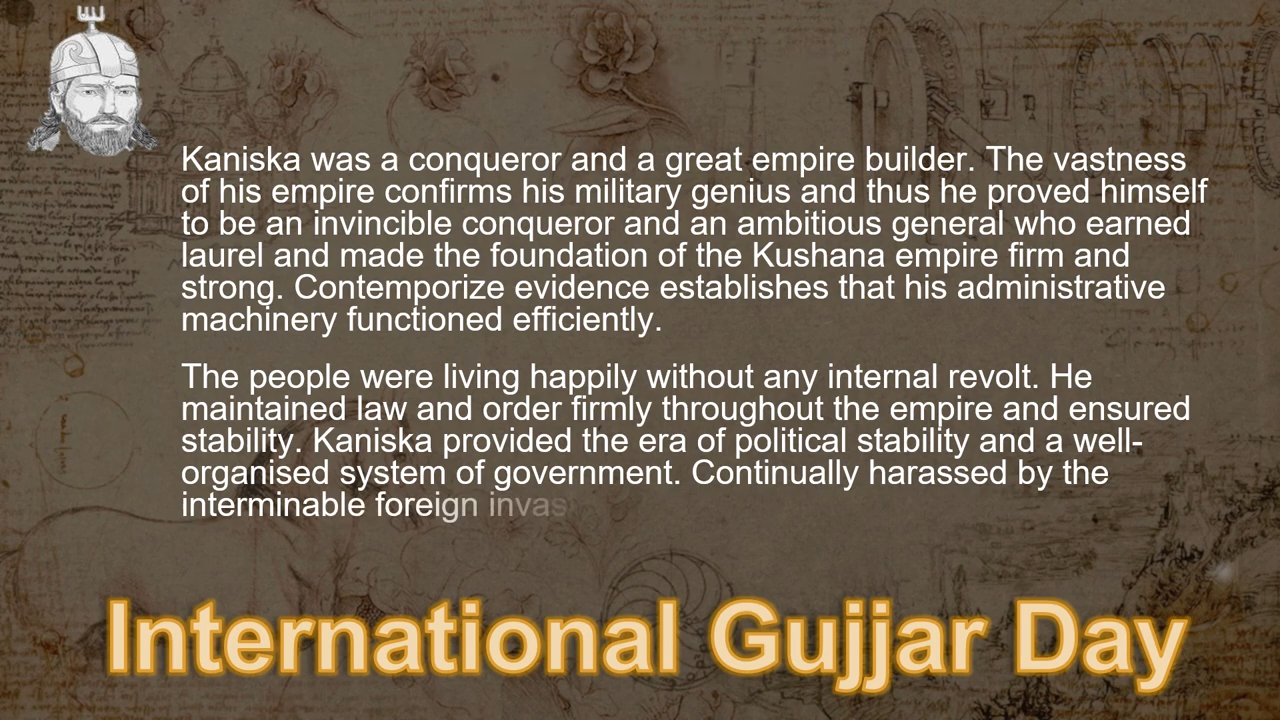 Kaniska was a conqueror and a great empire builder. The vastness
of his empire confirms his military genius and thus he proved himself
to be an invincible conqueror and an ambitious general who earned
laurel and made the foundation of the Kushana empire firm and
strong. Contemporize evidence establishes that his administrative
machinery functioned efficiently.
The people were living happily without any internal revolt. He
maintained law and order firmly throughout the empire and ensured
stability. Kaniska provided the era of political stability and a well-
organised system of government. Continually harassed by the
interminable foreign invas
International Gujjar Day